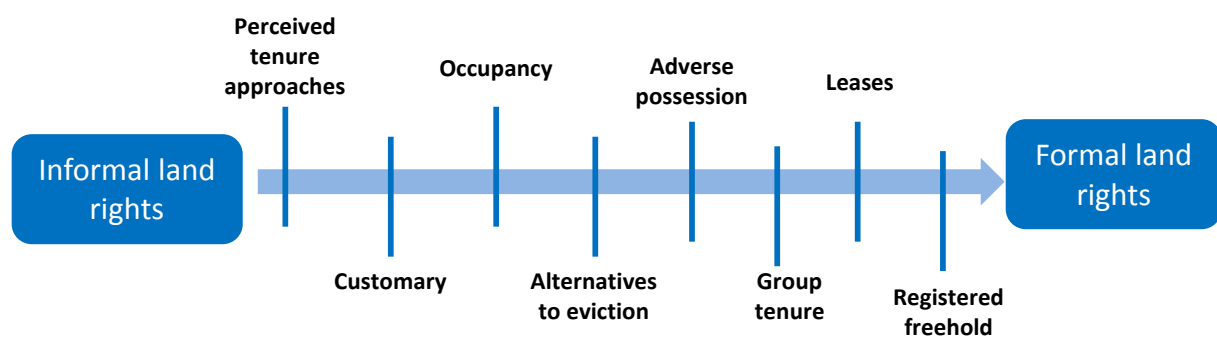 Perceived
tenure
approaches
Occupancy
Adverse
possession
Leases
Informal land
rights
Formal land
rights
Customary
Alternatives
to eviction
Group
tenure
Registered
freehold